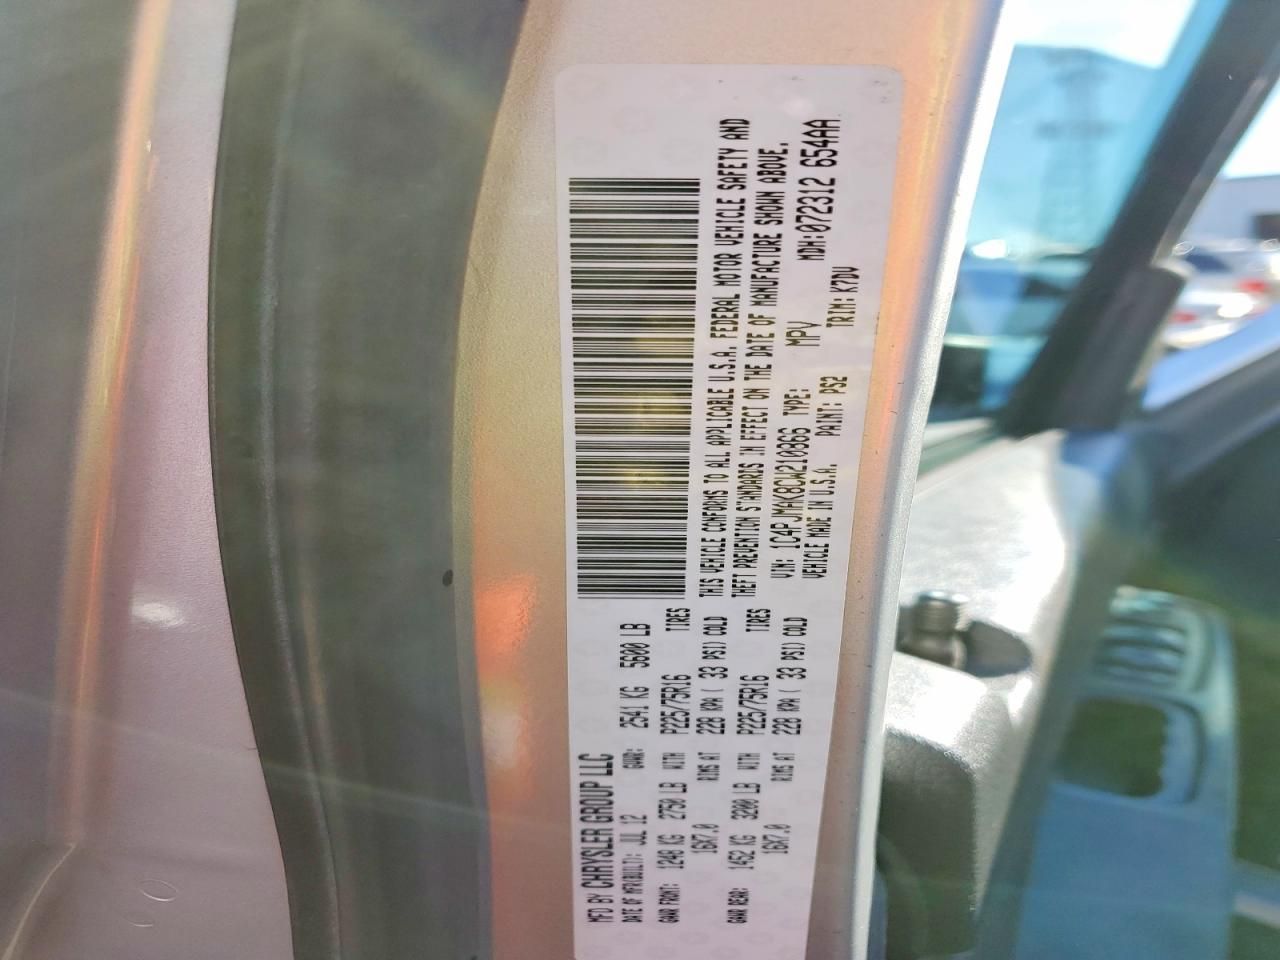 MFD BY CHRYSLER GROUP LLC
DATE OF MFR(BUILT): JUL 12 GVWR: 2541 KG 5600 LB
GAWR FRONT: 1248 KG 2750 LB WITH P225/75R16 TIRES
16X7.0 RIMS AT 228 KPA ( 33 PSI) COLD
GAWR REAR: 1452 KG 3200 LB WITH P225/75R16 TIRES
16X7.0 RIMS AT 228 KPA ( 33 PSI) COLD
THIS VEHICLE CONFORMS TO ALL APPLICABLE U.S.A. FEDERAL MOTOR VEHICLE SAFETY AND
THEFT PREVENTION STANDARDS IN EFFECT ON THE DATE OF MANUFACTURE SHOWN ABOVE.
VIN: 1C4PJMAK8CW210866 TYPE: MPV MDH:072312 654AA
VEHICLE MADE IN U.S.A. PAINT: PS2 TRIM: K7DV